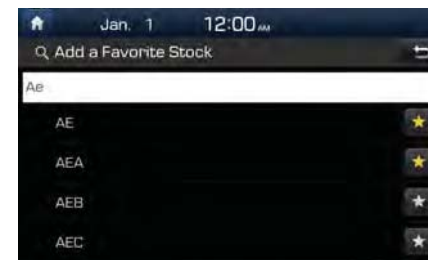 Jan. 1 12:00 AM
Add a Favorite Stock
Ae
AE
AEA
AEB
AEC